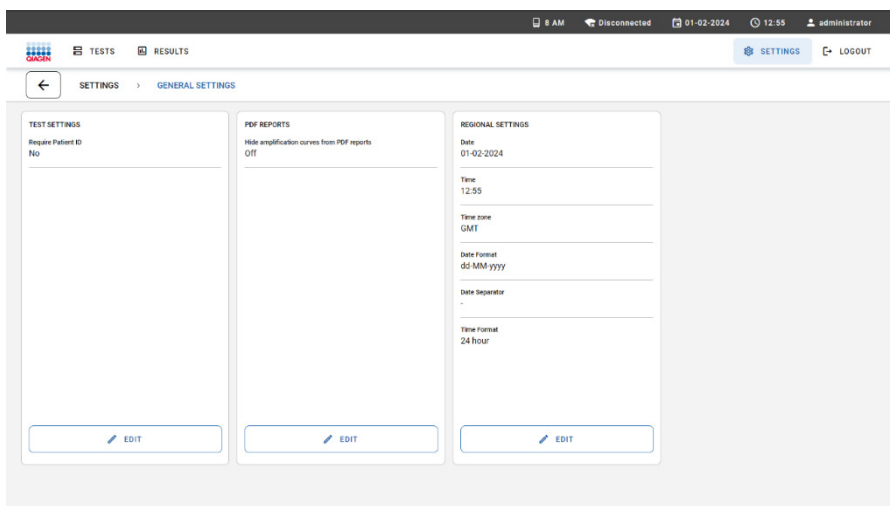 8 AM Disconnected 01-02-2024 12:55 administrator
QIAGEN TESTS RESULTS SETTINGS LOGOUT
SETTINGS > GENERAL SETTINGS
TEST SETTINGS
Require Patient ID
No
EDIT
PDF REPORTS
Hide amplification curves from PDF reports
Off
EDIT
REGIONAL SETTINGS
Date
01-02-2024
Time
12:55
Time zone
GMT
Date Format
dd-MM-yyyy
Date Separator
-
Time Format
24 hour
EDIT